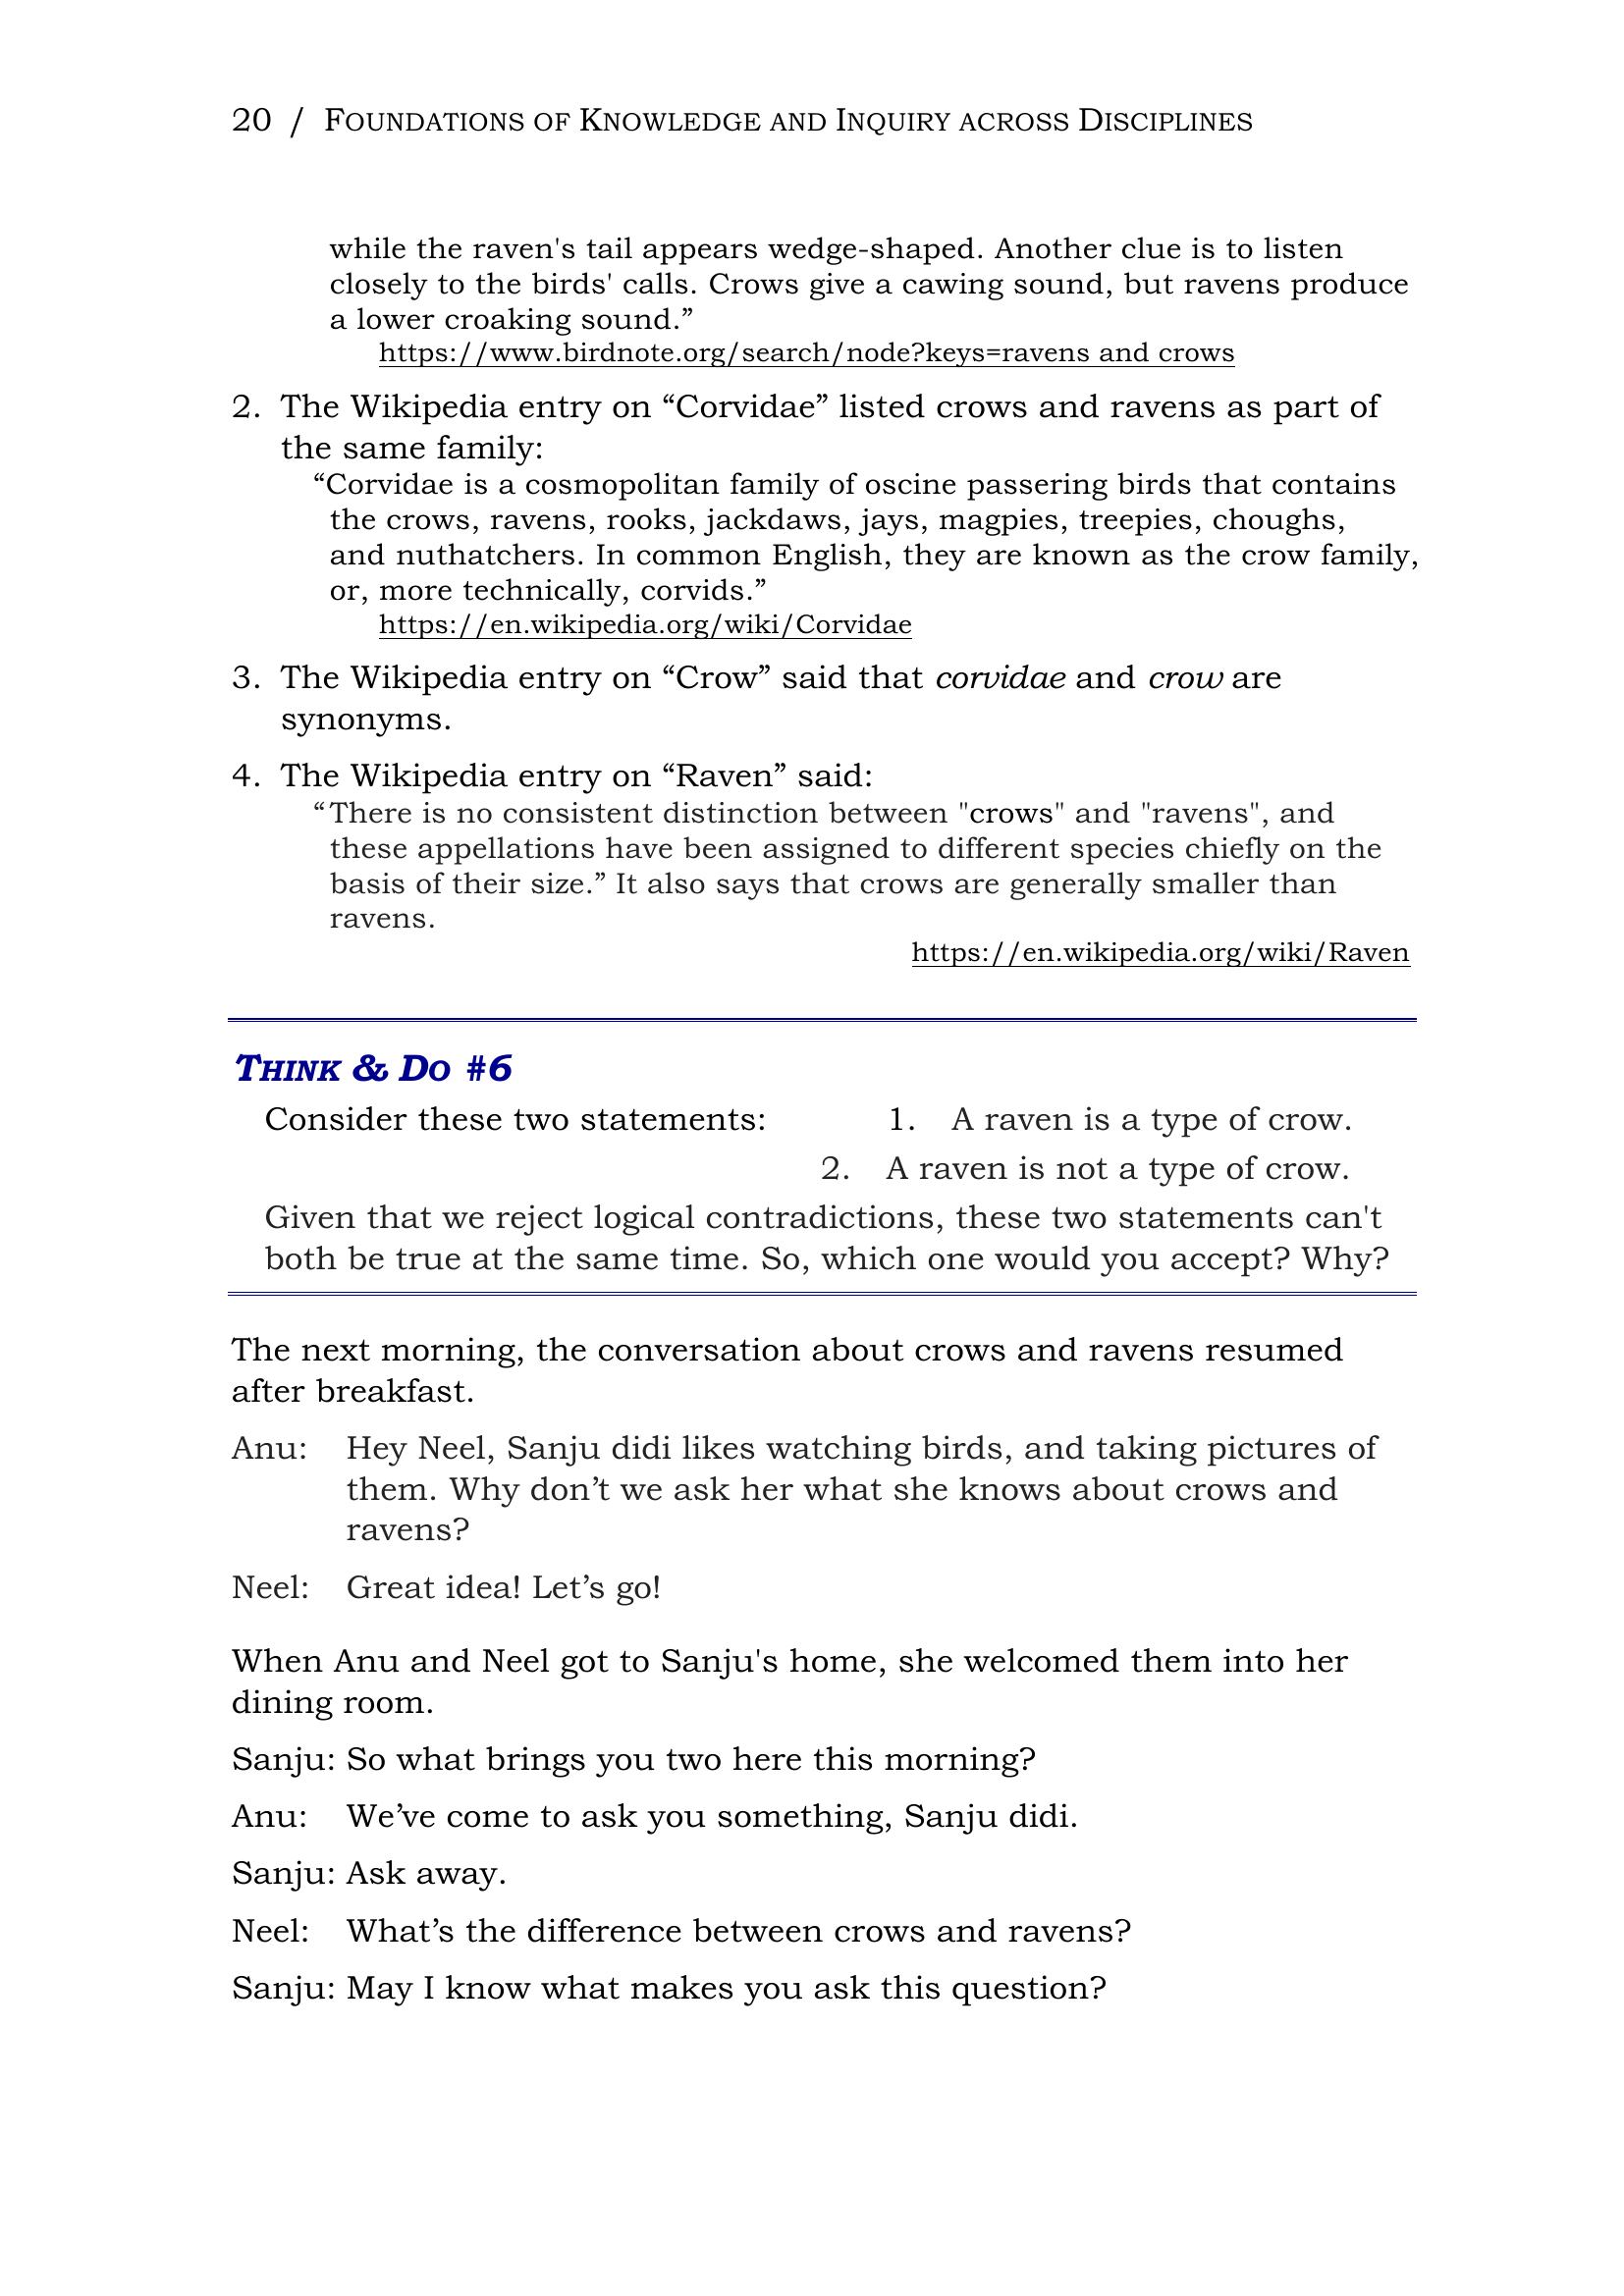 20 / FOUNDATIONS OF KNOWLEDGE AND INQUIRY ACROSS DISCIPLINES
while the raven's tail appears wedge-shaped. Another clue is to listen
closely to the birds' calls. Crows give a cawing sound, but ravens produce
a lower croaking sound.”
https://www.birdnote.org/search/node?keys=ravens and crows
2. The Wikipedia entry on “Corvidae” listed crows and ravens as part of
the same family:
“Corvidae is a cosmopolitan family of oscine passering birds that contains
the crows, ravens, rooks, jackdaws, jays, magpies, treepies, choughs,
and nuthatchers. In common English, they are known as the crow family,
or, more technically, corvids.”
https://en.wikipedia.org/wiki/Corvidae
3. The Wikipedia entry on “Crow” said that corvidae and crow are
synonyms.
4. The Wikipedia entry on “Raven” said:
“There is no consistent distinction between "crows" and "ravens", and
these appellations have been assigned to different species chiefly on the
basis of their size.” It also says that crows are generally smaller than
ravens.
https://en.wikipedia.org/wiki/Raven
THINK & DO #6
Consider these two statements: 1. A raven is a type of crow.
2. A raven is not a type of crow.
Given that we reject logical contradictions, these two statements can't
both be true at the same time. So, which one would you accept? Why?
The next morning, the conversation about crows and ravens resumed
after breakfast.
Anu: Hey Neel, Sanju didi likes watching birds, and taking pictures of
them. Why don’t we ask her what she knows about crows and
ravens?
Neel: Great idea! Let’s go!
When Anu and Neel got to Sanju's home, she welcomed them into her
dining room.
Sanju: So what brings you two here this morning?
Anu: We’ve come to ask you something, Sanju didi.
Sanju: Ask away.
Neel: What’s the difference between crows and ravens?
Sanju: May I know what makes you ask this question?